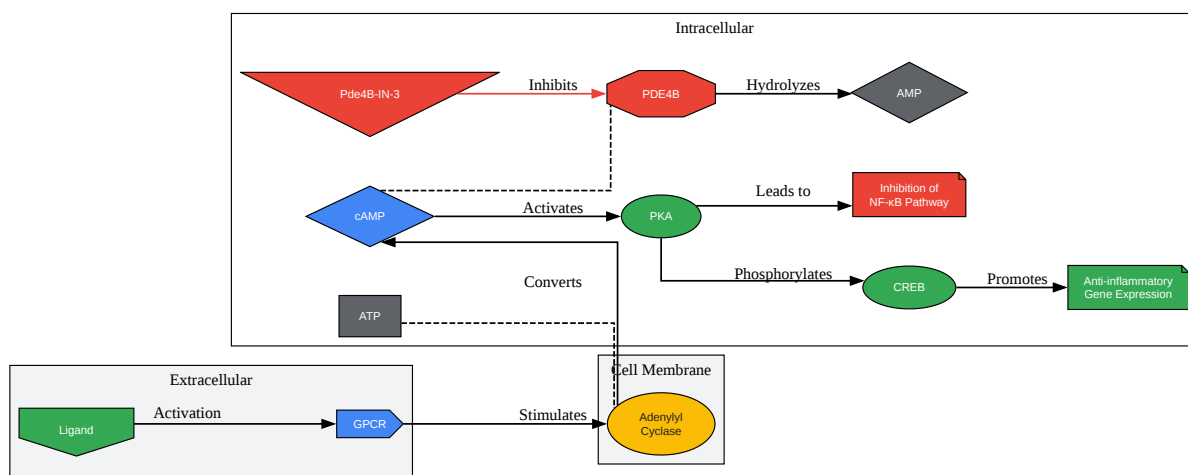 Intracellular
Pde4B-IN-3
Inhibits
PDE4B
Hydrolyzes
AMP
cAMP
Activates
PKA
Leads to
Inhibition of
NF-κB Pathway
Phosphorylates
CREB
Promotes
Anti-inflammatory
Gene Expression
Converts
ATP
Extracellular
Cell Membrane
Ligand
Activation
GPCR
Stimulates
Adenylyl
Cyclase